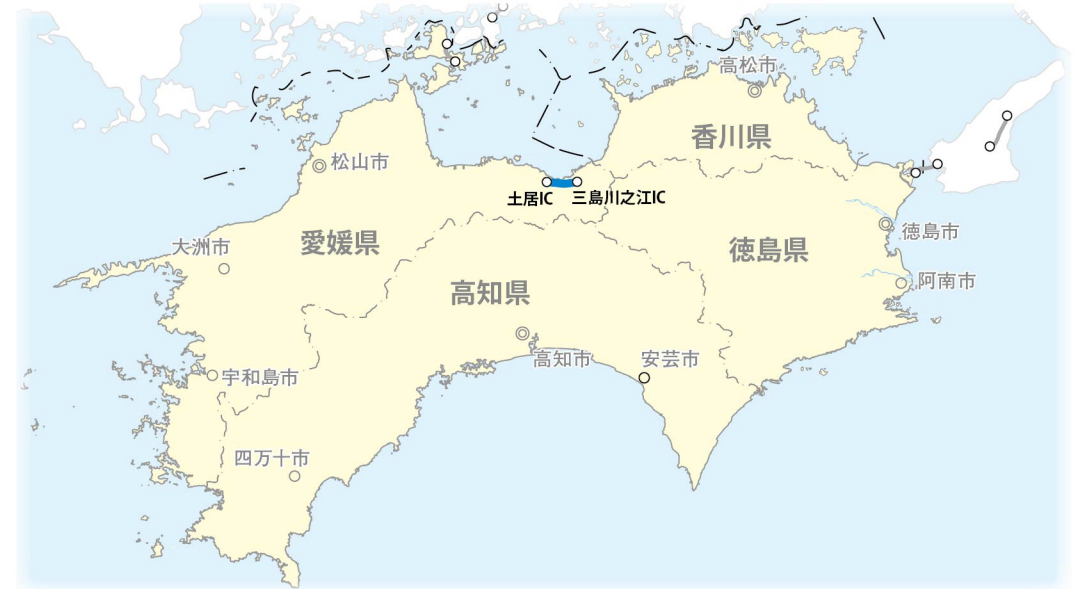 高松市
香川県
松山市
土居IC
三島川之江IC
徳島市
大洲市
愛媛県
徳島県
阿南市
高知県
高知市
安芸市
宇和島市
四万十市